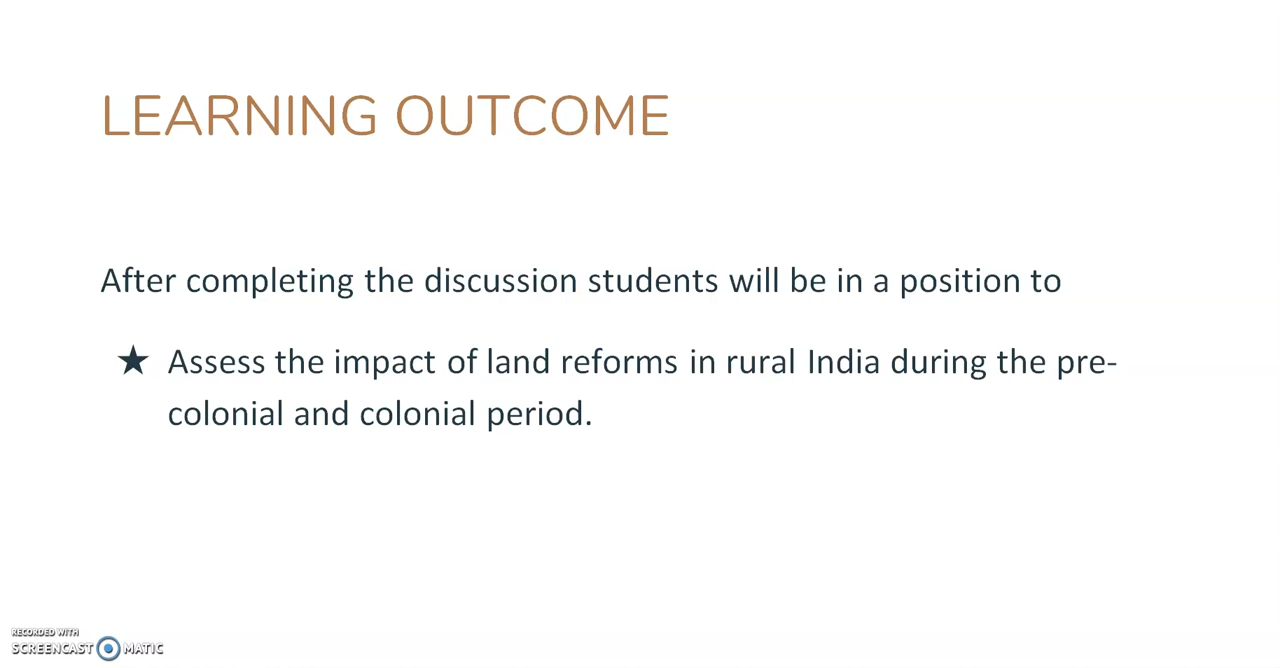 LEARNING OUTCOME
After completing the discussion students will be in a position to
★ Assess the impact of land reforms in rural India during the pre-
colonial and colonial period.
RECORDED WITH
SCREENCAST MATIC